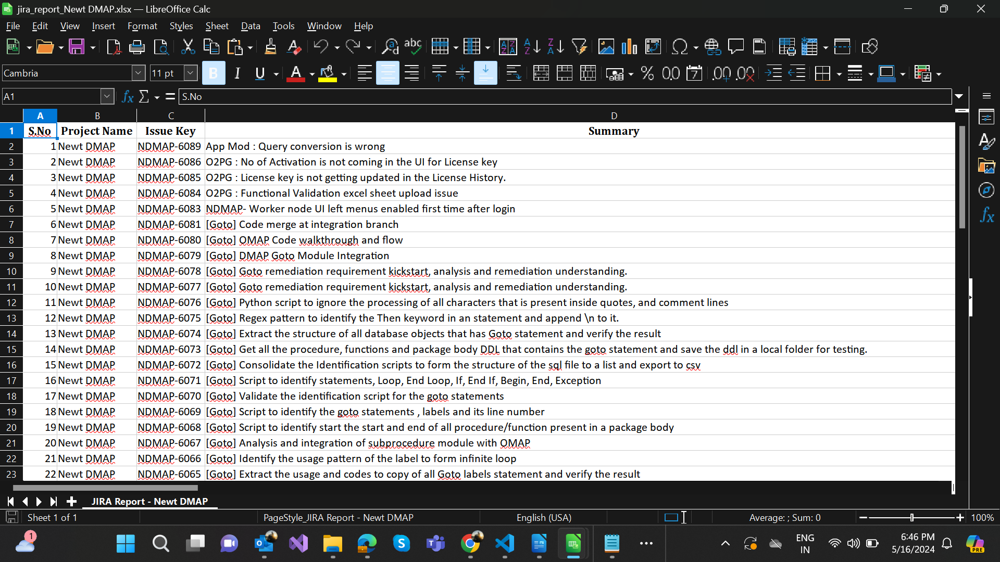 jira_report_Newt DMAP.xlsx — LibreOffice Calc
File Edit View Insert Format Styles Sheet Data Tools Window Help
Cambria 11 pt
A1 S.No
A B C D
1 S.No Project Name Issue Key Summary
2 1 Newt DMAP NDMAP-6089 App Mod : Query conversion is wrong
3 2 Newt DMAP NDMAP-6086 O2PG : No of Activation is not coming in the UI for License key
4 3 Newt DMAP NDMAP-6085 O2PG : License key is not getting updated in the License History.
5 4 Newt DMAP NDMAP-6084 O2PG : Functional Validation excel sheet upload issue
6 5 Newt DMAP NDMAP-6083 NDMAP- Worker node UI left menus enabled first time after login
7 6 Newt DMAP NDMAP-6081 [Goto] Code merge at integration branch
8 7 Newt DMAP NDMAP-6080 [Goto] OMAP Code walkthrough and flow
9 8 Newt DMAP NDMAP-6079 [Goto] DMAP Goto Module Integration
10 9 Newt DMAP NDMAP-6078 [Goto] Goto remediation requirement kickstart, analysis and remediation understanding.
11 10 Newt DMAP NDMAP-6077 [Goto] Goto remediation requirement kickstart, analysis and remediation understanding.
12 11 Newt DMAP NDMAP-6076 [Goto] Python script to ignore the processing of all characters that is present inside quotes, and comment lines
13 12 Newt DMAP NDMAP-6075 [Goto] Regex pattern to identify the Then keyword in an statement and append \n to it.
14 13 Newt DMAP NDMAP-6074 [Goto] Extract the structure of all database objects that has Goto statement and verify the result
15 14 Newt DMAP NDMAP-6073 [Goto] Get all the procedure, functions and package body DDL that contains the goto statement and save the ddl in a local folder for testing.
16 15 Newt DMAP NDMAP-6072 [Goto] Consolidate the Identification scripts to form the structure of the sql file to a list and export to csv
17 16 Newt DMAP NDMAP-6071 [Goto] Script to identify statements, Loop, End Loop, If, End If, Begin, End, Exception
18 17 Newt DMAP NDMAP-6070 [Goto] Validate the identification script for the goto statements
19 18 Newt DMAP NDMAP-6069 [Goto] Script to identify the goto statements , labels and its line number
20 19 Newt DMAP NDMAP-6068 [Goto] Script to identify start the start and end of all procedure/function present in a package body
21 20 Newt DMAP NDMAP-6067 [Goto] Analysis and integration of subprocedure module with OMAP
22 21 Newt DMAP NDMAP-6066 [Goto] Identify the usage pattern of the label to form infinite loop
23 22 Newt DMAP NDMAP-6065 [Goto] Extract the usage and codes to copy of all Goto labels statement and verify the result
JIRA Report - Newt DMAP
Sheet 1 of 1 PageStyle_JIRA Report - Newt DMAP English (USA) Average: ; Sum: 0 100%
1 ENG 6:46 PM
IN 5/16/2024 PRE